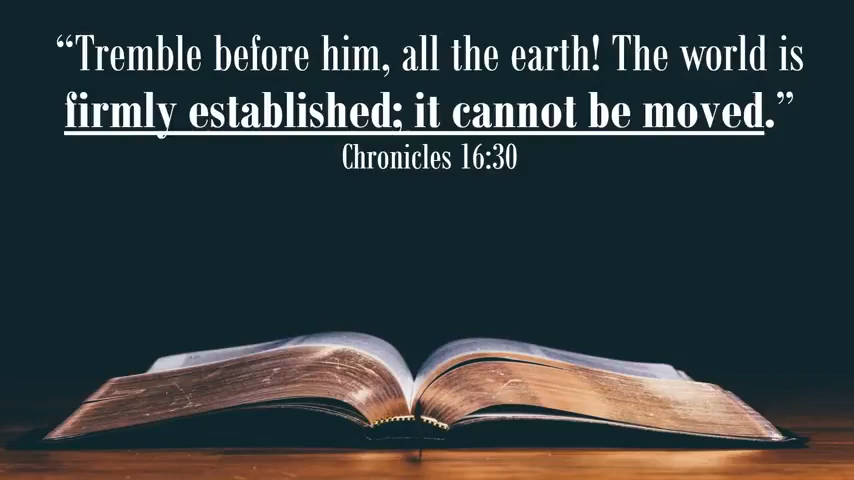 “Tremble before him, all the earth! The world is
firmly established; it cannot be moved.”
Chronicles 16:30